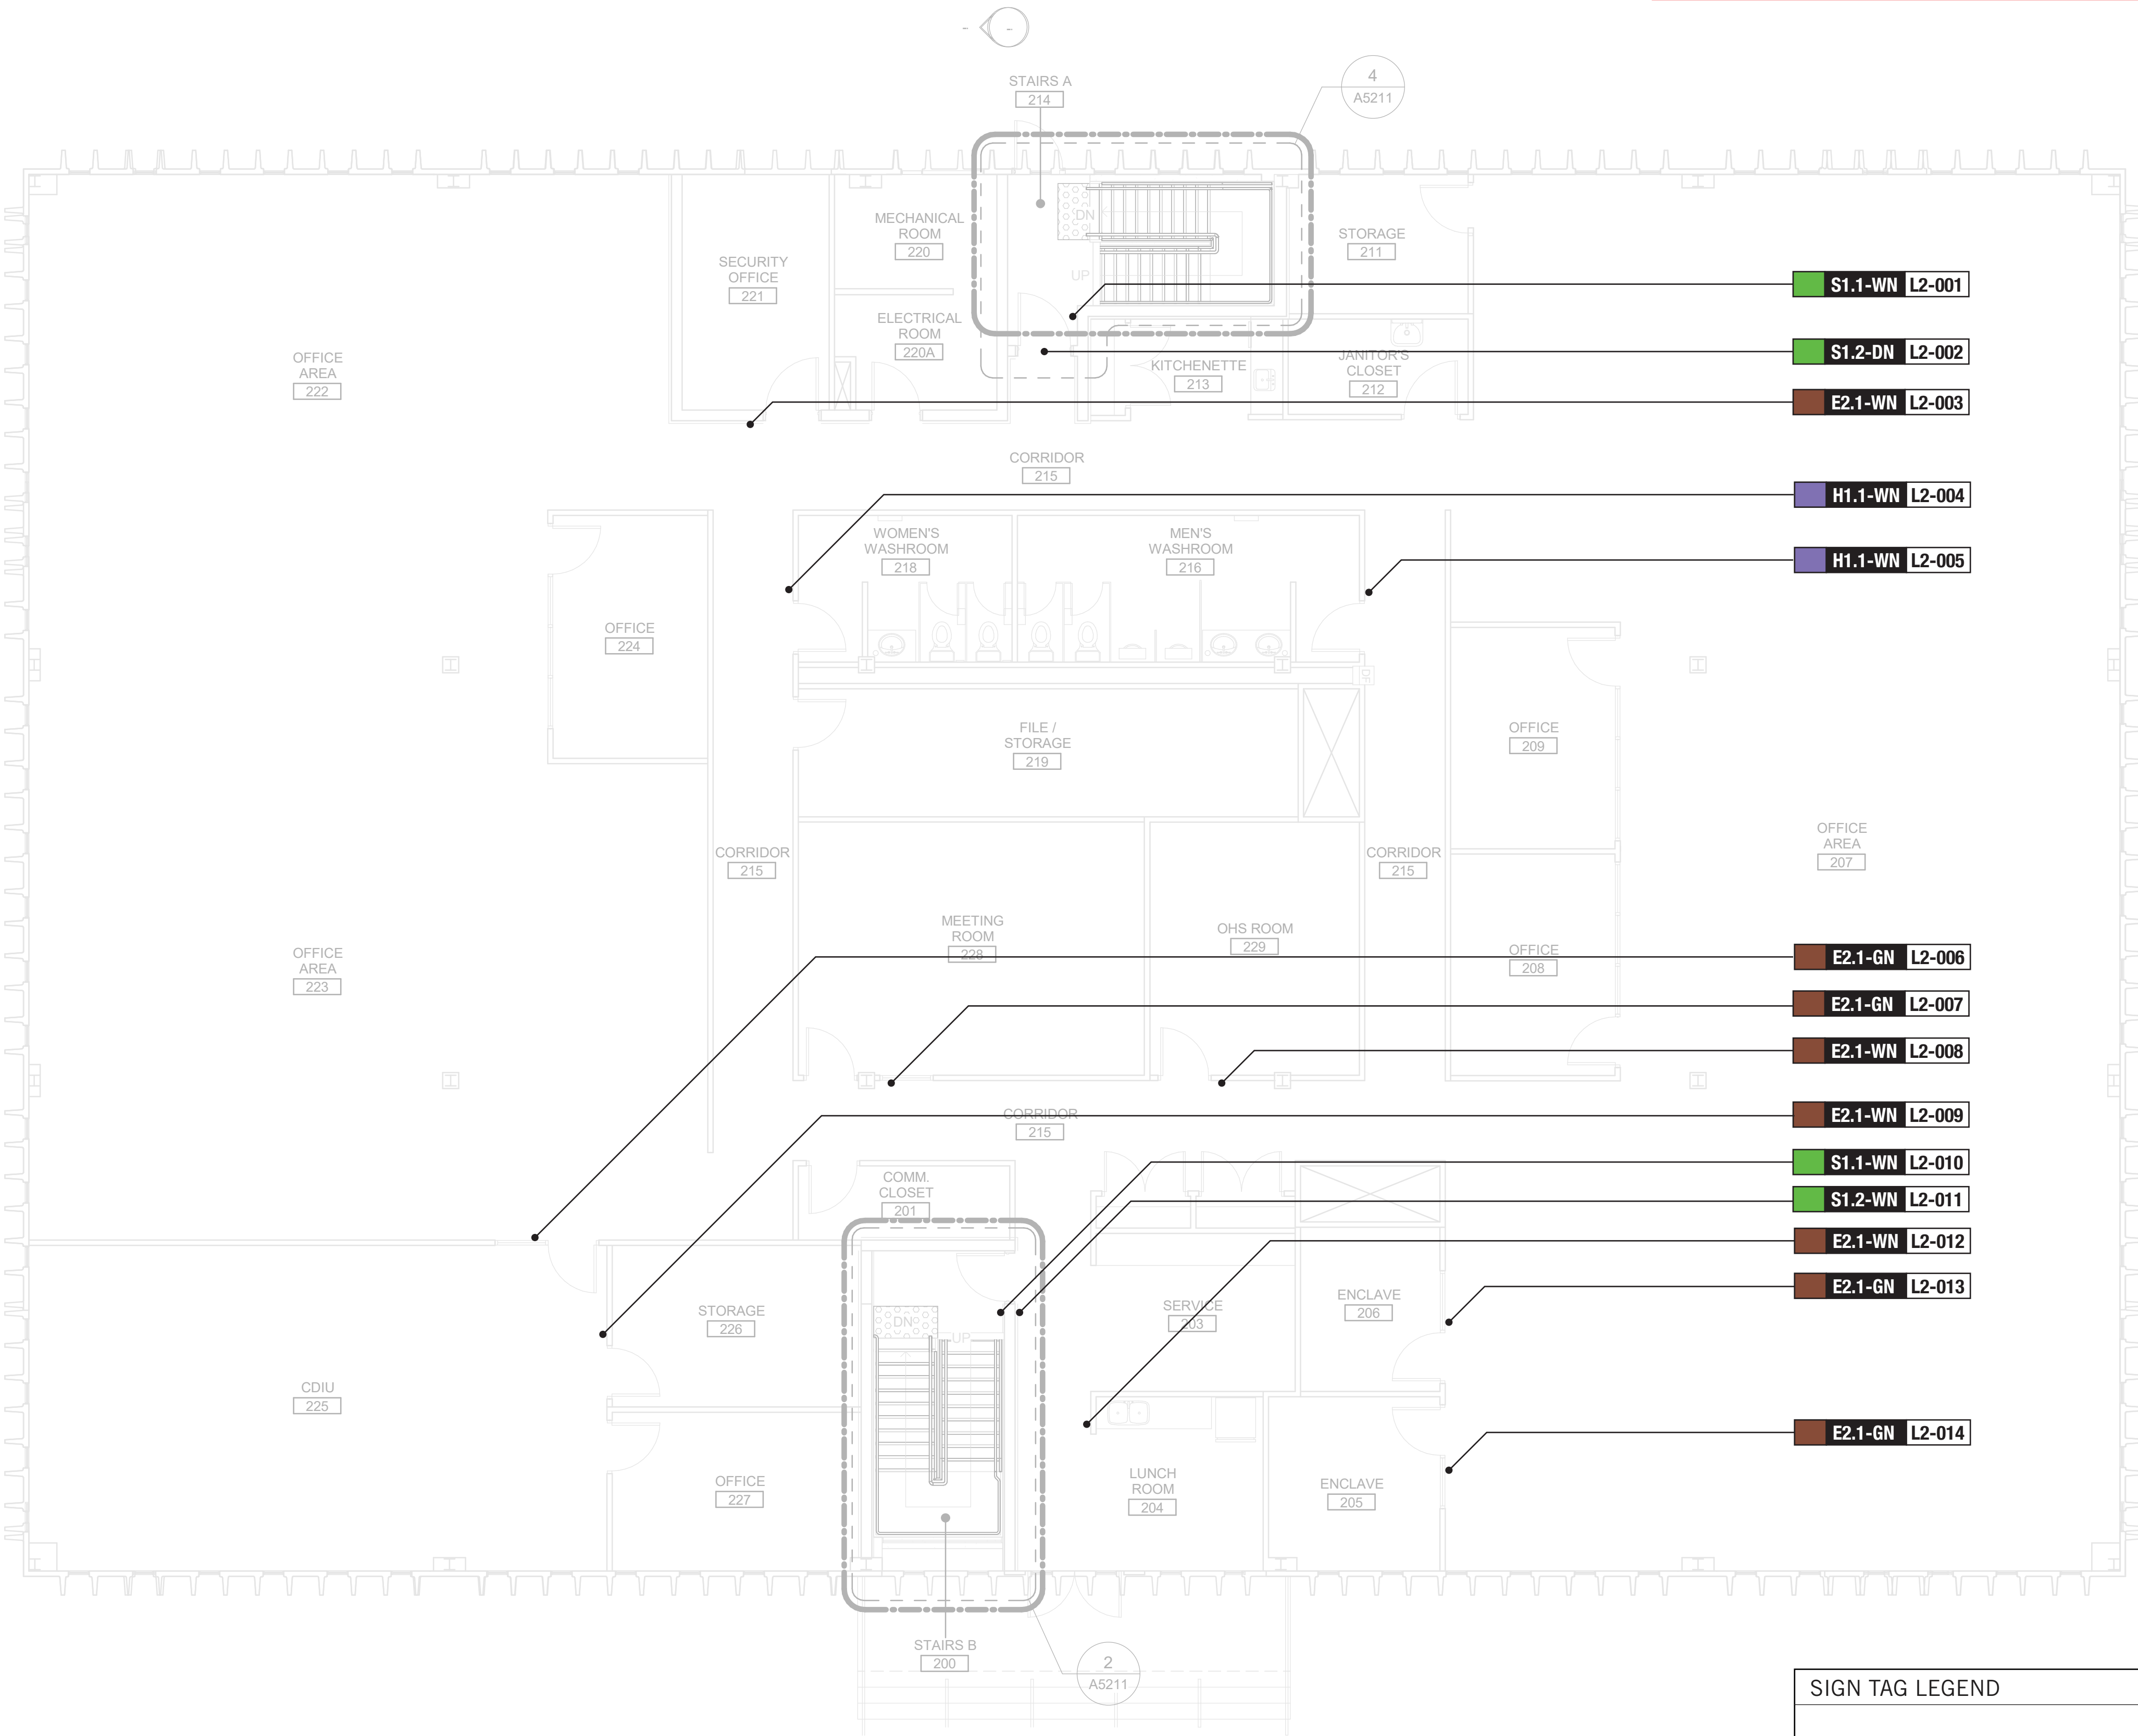 STAIRS A
214
4
A5211
MECHANICAL
ROOM
220
DN
UP
STORAGE
211
SECURITY
OFFICE
221
S1.1-WN L2-001
ELECTRICAL
ROOM
220A
OFFICE
AREA
222
KITCHENETTE
213
JANITOR'S
CLOSET
212
S1.2-DN L2-002
E2.1-WN L2-003
CORRIDOR
215
H1.1-WN L2-004
WOMEN'S
WASHROOM
218
MEN'S
WASHROOM
216
H1.1-WN L2-005
OFFICE
224
DF
FILE /
STORAGE
219
OFFICE
209
CORRIDOR
215
CORRIDOR
215
OFFICE
AREA
207
MEETING
ROOM
228
OHS ROOM
229
OFFICE
208
OFFICE
AREA
223
E2.1-GN L2-006
E2.1-GN L2-007
E2.1-WN L2-008
CORRIDOR
215
E2.1-WN L2-009
COMM.
CLOSET
201
S1.1-WN L2-010
S1.2-WN L2-011
E2.1-WN L2-012
E2.1-GN L2-013
STORAGE
226
DN
UP
SERVICE
203
ENCLAVE
206
CDIU
225
E2.1-GN L2-014
OFFICE
227
LUNCH
ROOM
204
ENCLAVE
205
STAIRS B
200
2
A5211
SIGN TAG LEGEND